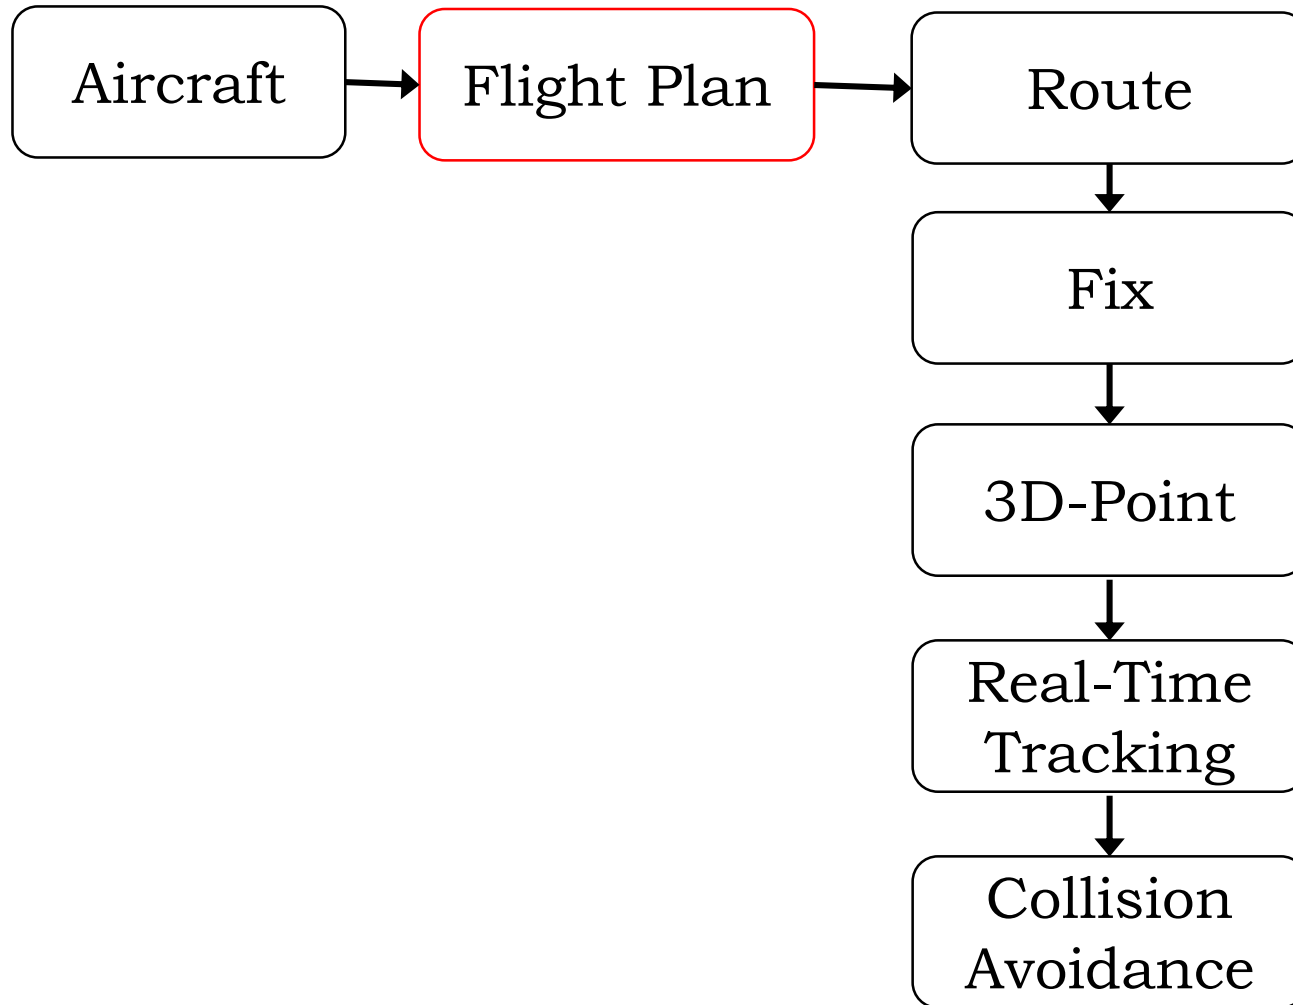 Aircraft
Flight Plan
Route
Fix
3D-Point
Real-Time
Tracking
Collision
Avoidance